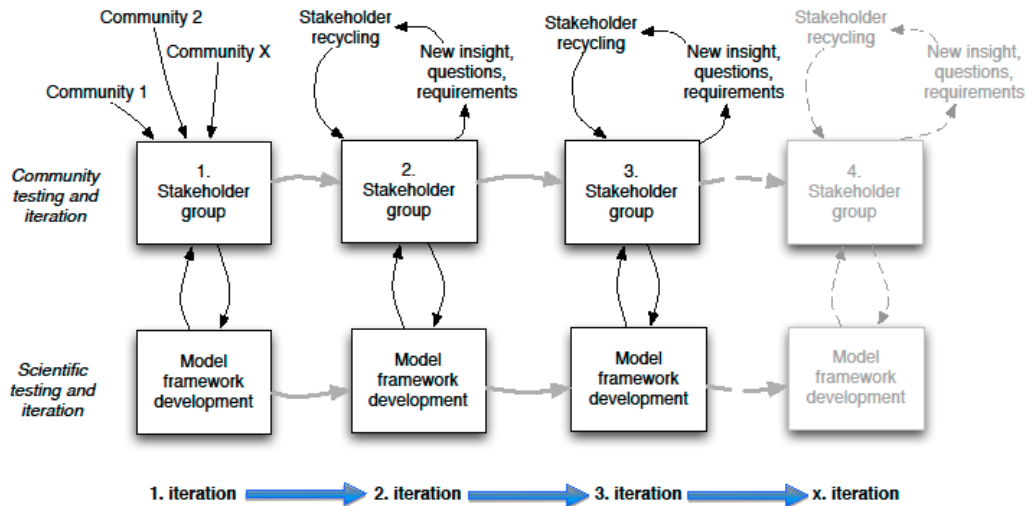 Community 2
Community X
Community 1
Stakeholder
recycling
New insight,
questions,
requirements
Stakeholder
recycling
New insight,
questions,
requirements
Stakeholder
recycling
New insight,
questions,
requirements
Community
testing and
iteration
1.
Stakeholder
group
2.
Stakeholder
group
3.
Stakeholder
group
4.
Stakeholder
group
Scientific
testing and
iteration
Model
framework
development
Model
framework
development
Model
framework
development
Model
framework
development
1. iteration
2. iteration
3. iteration
x. iteration